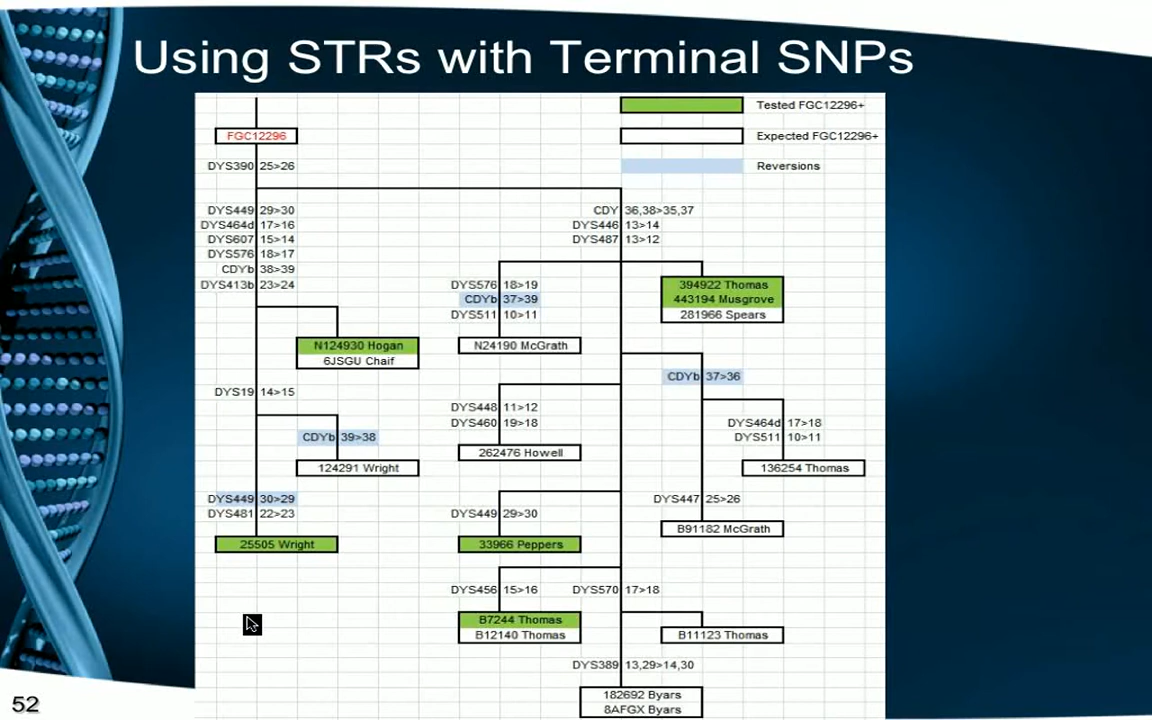 Using STRs with Terminal SNPs
Tested FGC12296+
FGC12296
Expected FGC12296+
DYS390 25>26
Reversions
DYS449 29>30
DYS464d 17>16
DYS607 15>14
DYS576 18>17
CDYb 38>39
DYS413b 23>24
CDY 36,38>35,37
DYS446 13>14
DYS487 13>12
DYS576 18>19
CDYb 37>39
DYS511 10>11
394922 Thomas
443194 Musgrove
281966 Spears
N124930 Hogan
6JSGU Chaif
N24190 McGrath
CDYb 37>36
DYS19 14>15
DYS448 11>12
DYS460 19>18
DYS464d 17>18
DYS511 10>11
CDYb 39>38
124291 Wright
262476 Howell
136254 Thomas
DYS449 30>29
DYS481 22>23
DYS447 25>26
DYS449 29>30
B91182 McGrath
25505 Wright
33966 Peppers
DYS456 15>16
DYS570 17>18
B7244 Thomas
B12140 Thomas
B11123 Thomas
DYS389 13,29>14,30
182692 Byars
8AFGX Byars
52